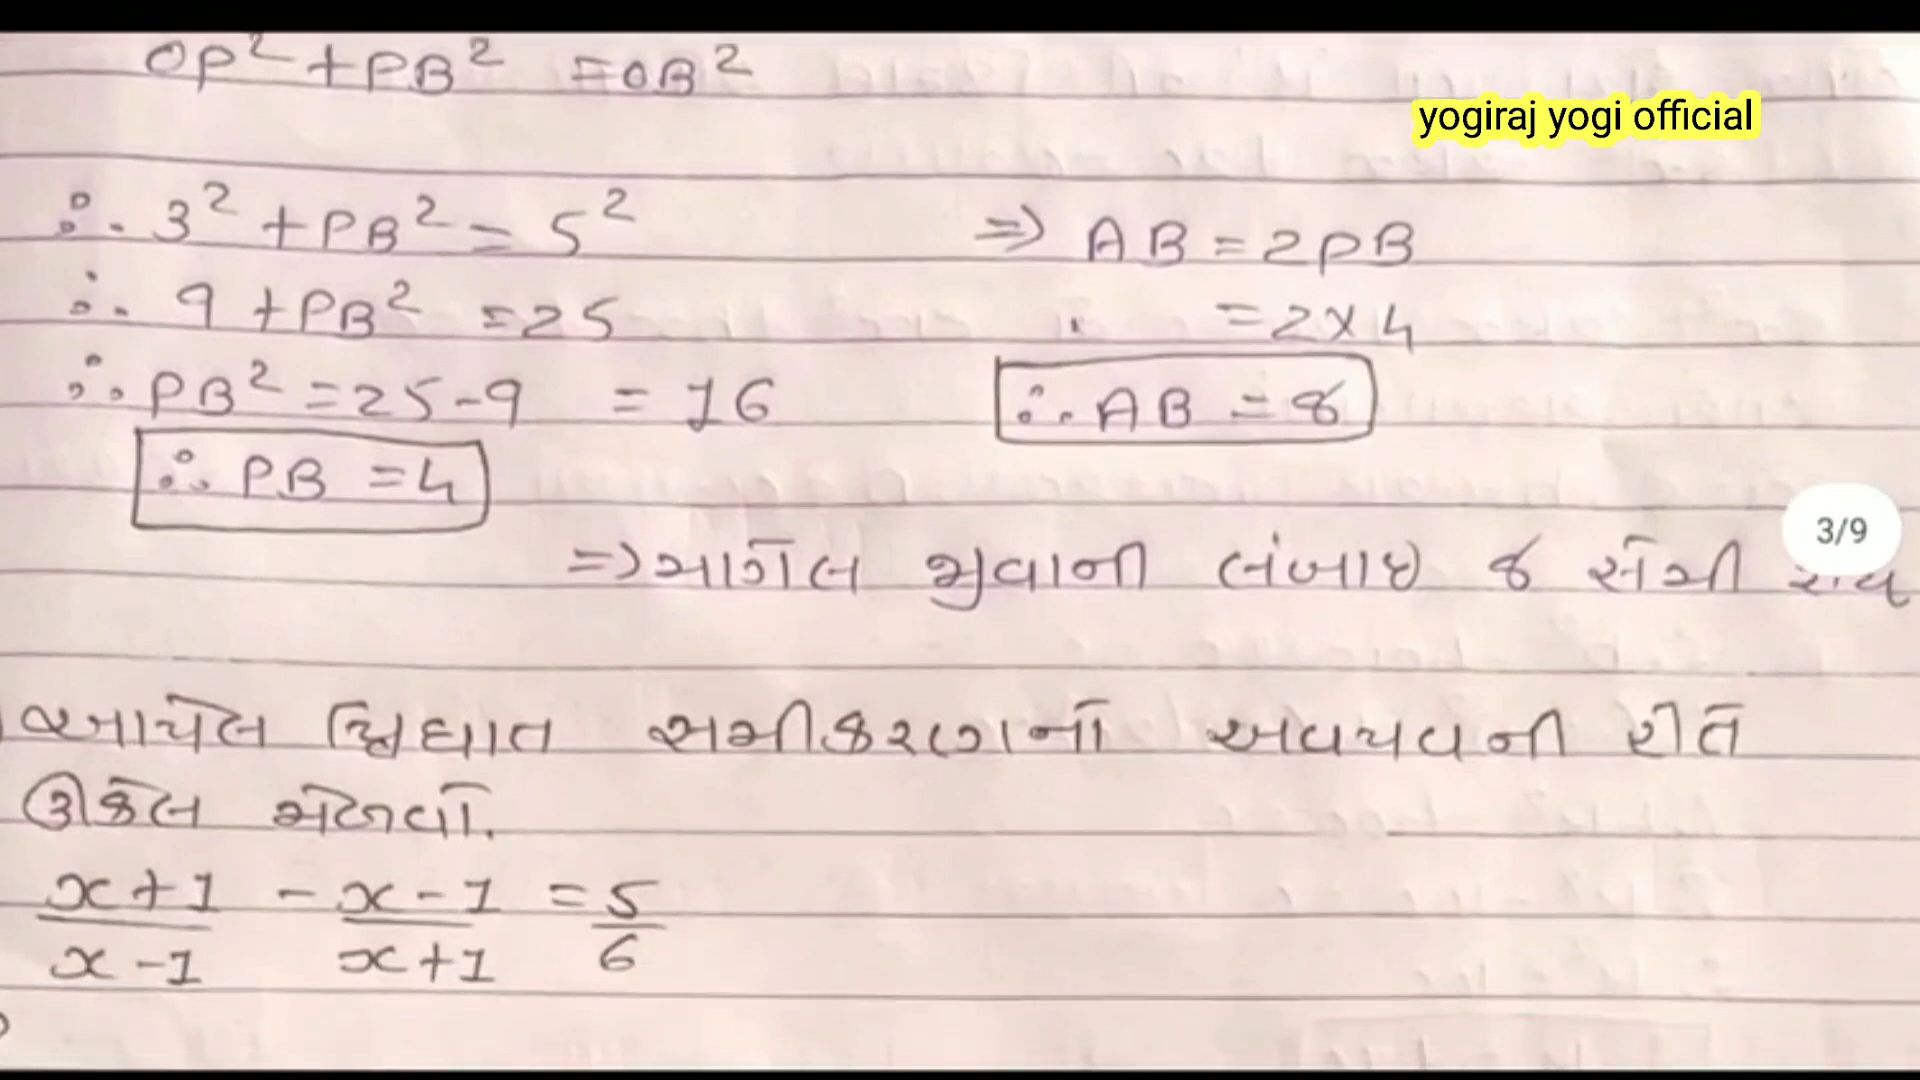 OP² + PB² = OB²
yogiraj yogi official
∴ 3² + PB² = 5²
⇒ AB = 2PB
∴ 9 + PB² = 25
= 2 × 4
∴ PB² = 25 - 9 = 16
∴ AB = 8
∴ PB = 4
3/9
⇒ માગેલ જીવાની લંબાઇ 8 સેમી
આપેલ દ્વિઘાત સમીકરણનો અવયવની રીતે
ઊકેલ મેળવો.
x+1/x-1 - x-1/x+1 = 5/6